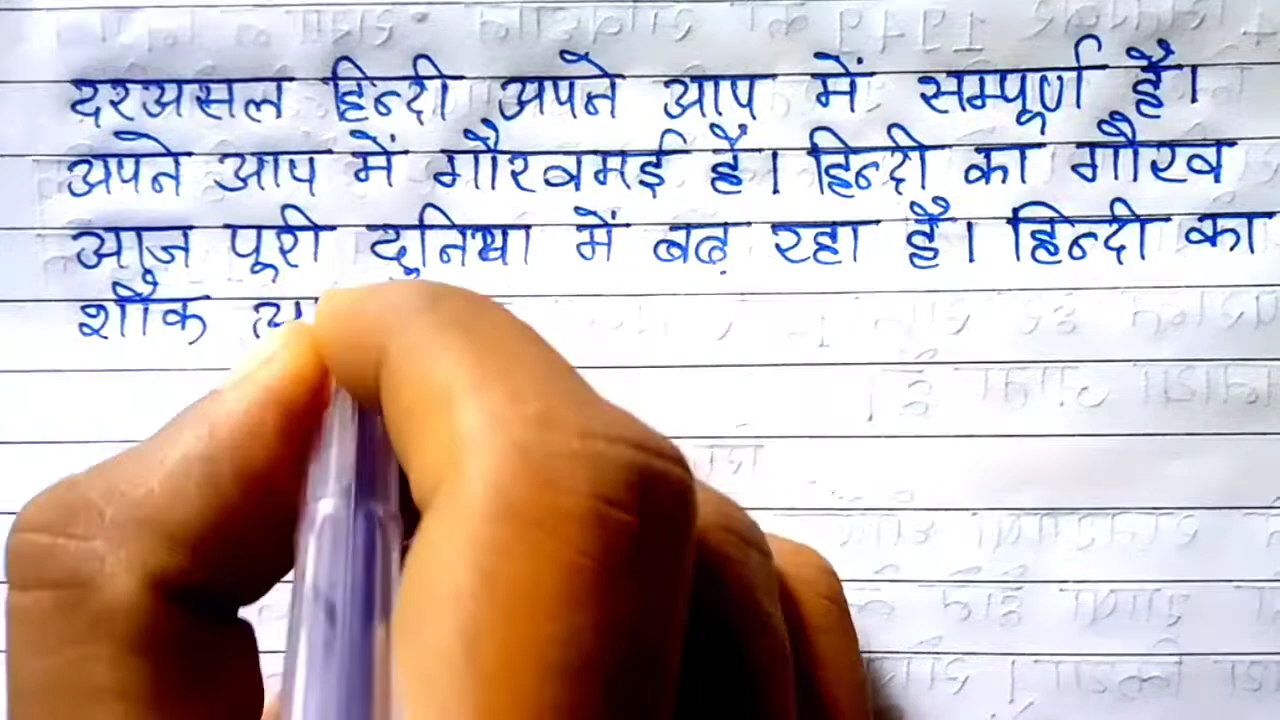 दरअसल हिन्दी अपने आप में सम्पूर्ण है।
अपने आप में गौरवमई है। हिन्दी का गौरव
आज पूरी दुनिया में बढ़ रहा है। हिन्दी का
शौक